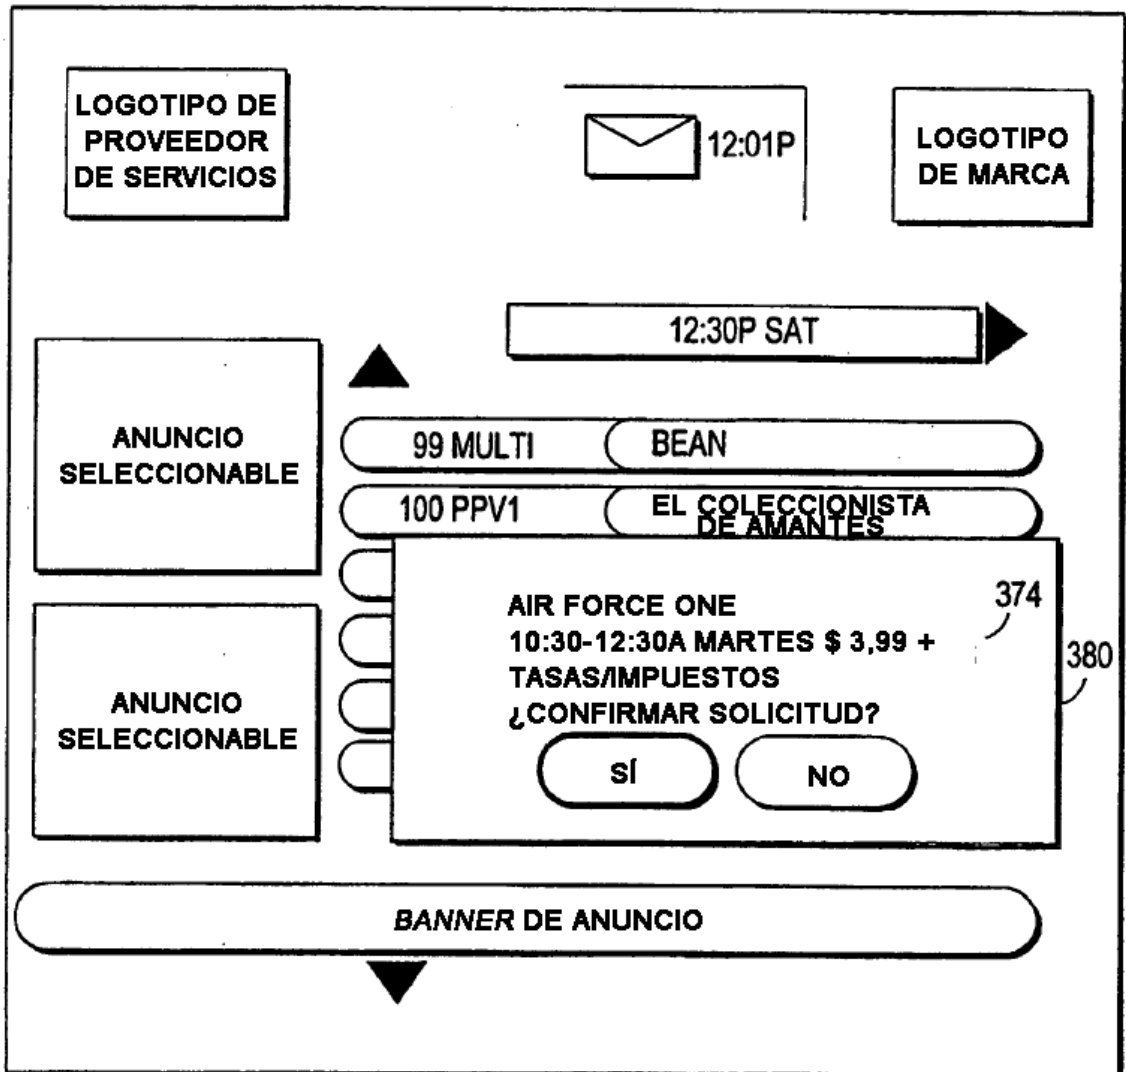 LOGOTIPO DE
PROVEEDOR
DE SERVICIOS
12:01P
LOGOTIPO
DE MARCA
12:30P SAT
ANUNCIO
SELECCIONABLE
99 MULTI
BEAN
100 PPV1
EL COLECCIONISTA
DE AMANTES
AIR FORCE ONE
10:30-12:30A MARTES $ 3,99 +
TASAS/IMPUESTOS
¿CONFIRMAR SOLICITUD?
SÍ
NO
374
380
ANUNCIO
SELECCIONABLE
BANNER DE ANUNCIO